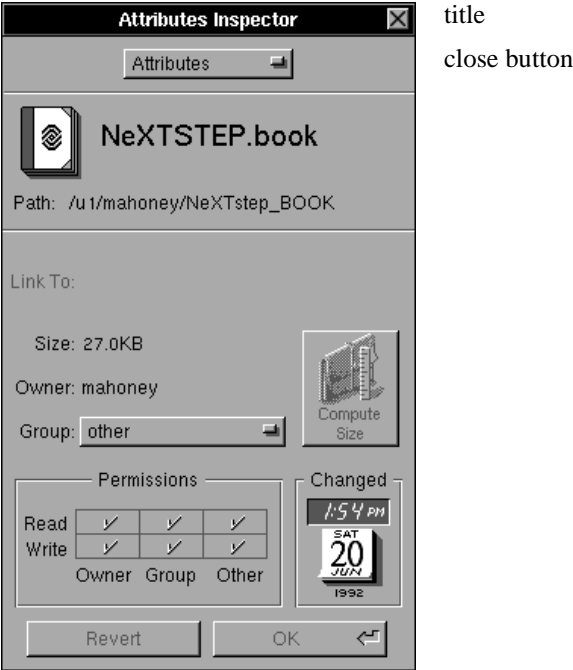 Attributes Inspector
title
Attributes
close button
NeXTSTEP.book
Path: /u1/mahoney/NeXTstep_BOOK
Link To:
Size: 27.0KB
Owner: mahoney
Group: other
Compute
Size
Permissions
Changed
Read
Write
Owner Group Other
1:54 PM
SAT
20
JUN
1992
Revert
OK